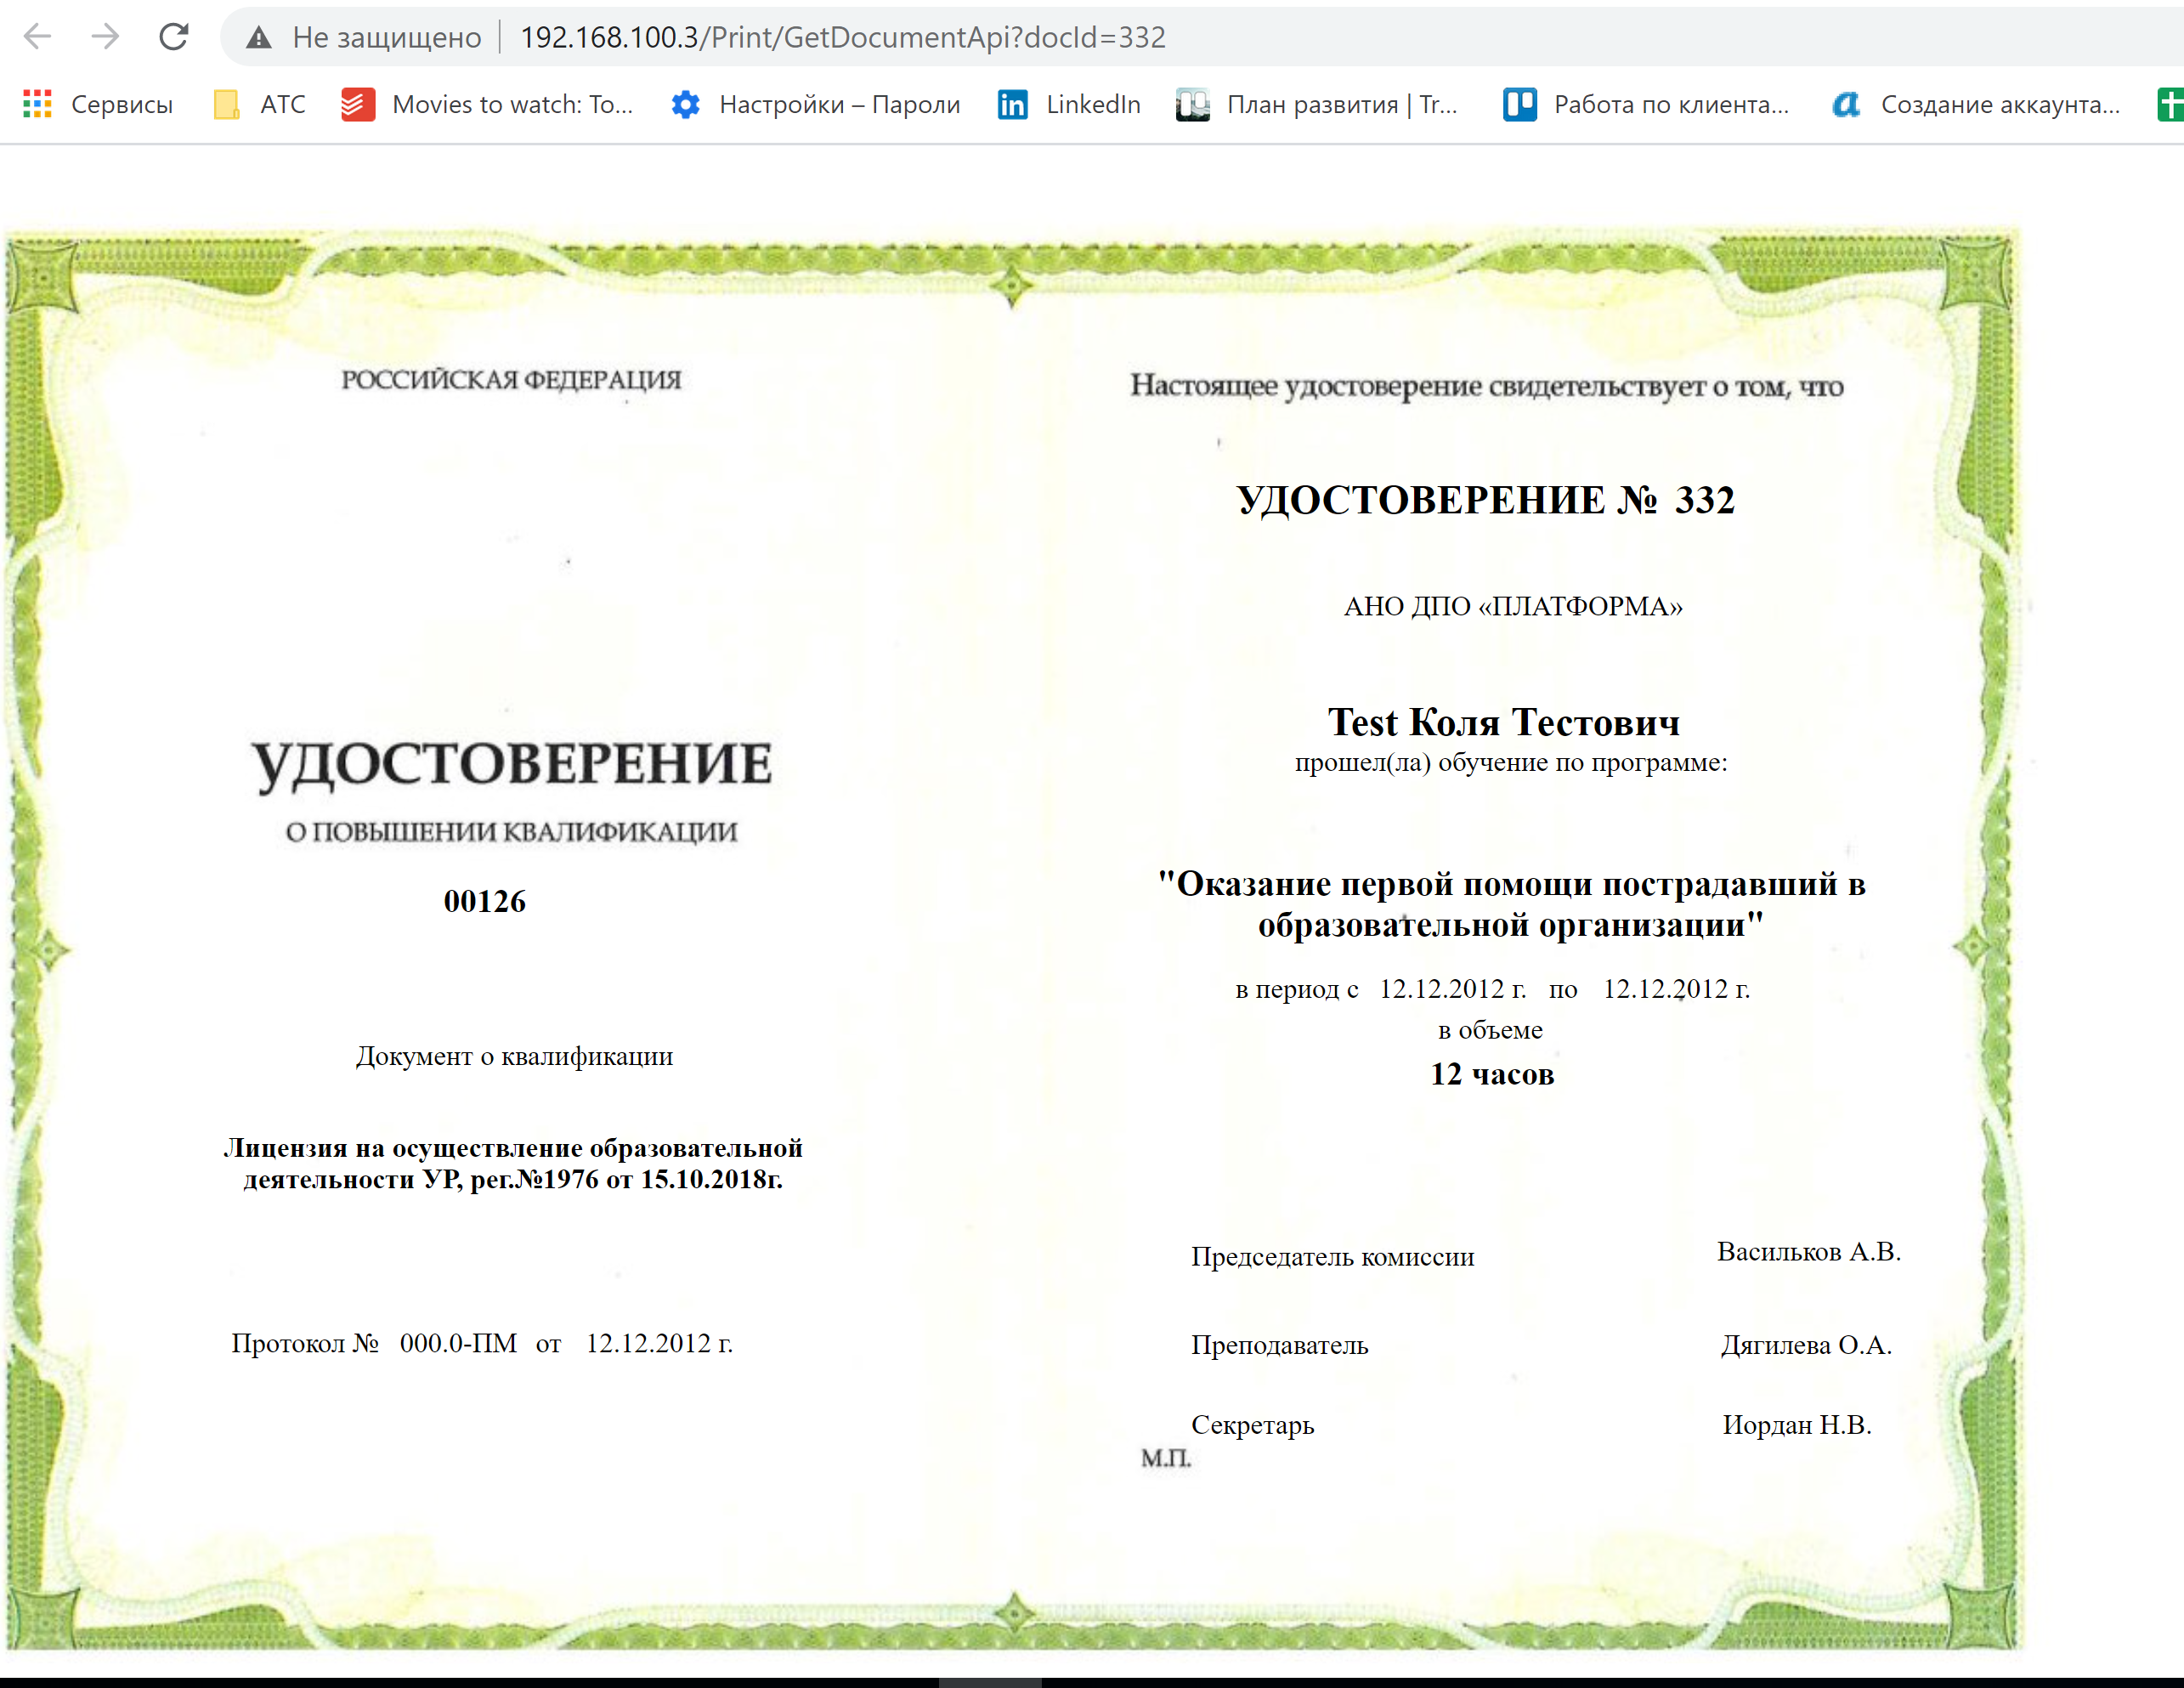 Не защищено
192.168.100.3/Print/GetDocumentApi?docId=332
Сервисы
АТС
Movies to watch: To...
Настройки – Пароли
LinkedIn
План развития | Tr...
Работа по клиента...
Создание аккаунта...
РОССИЙСКАЯ ФЕДЕРАЦИЯ
УДОСТОВЕРЕНИЕ
О ПОВЫШЕНИИ КВАЛИФИКАЦИИ
00126
Документ о квалификации
Лицензия на осуществление образовательной
деятельности УР, рег.№1976 от 15.10.2018г.
Протокол № 000.0-ПМ от 12.12.2012 г.
Настоящее удостоверение свидетельствует о том, что
УДОСТОВЕРЕНИЕ № 332
АНО ДПО «ПЛАТФОРМА»
Test Коля Тестович
прошел(ла) обучение по программе:
"Оказание первой помощи пострадавший в
образовательной организации"
в период с 12.12.2012 г. по 12.12.2012 г.
в объеме
12 часов
Председатель комиссии Васильков А.В.
Преподаватель Дягилева О.А.
Секретарь Иордан Н.В.
М.П.